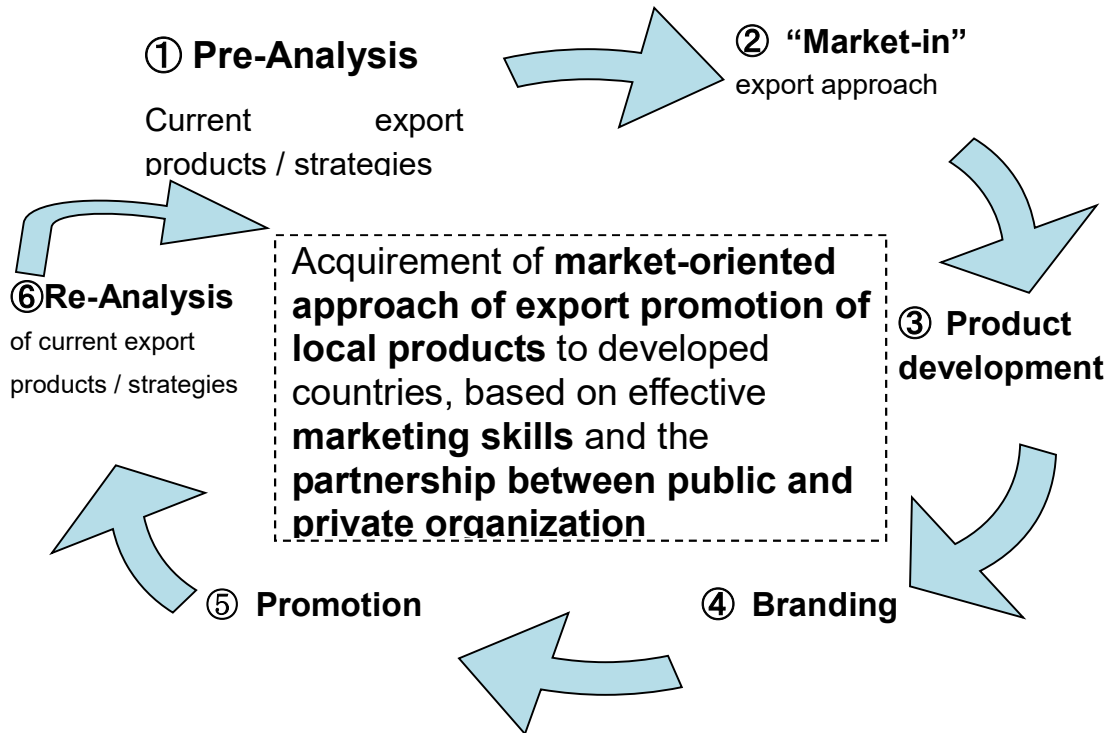 ① Pre-Analysis
Current export
products / strategies
② “Market-in”
export approach
③ Product
development
④ Branding
⑤ Promotion
⑥Re-Analysis
of current export
products / strategies
Acquirement of market-oriented
approach of export promotion of
local products to developed
countries, based on effective
marketing skills and the
partnership between public and
private organization